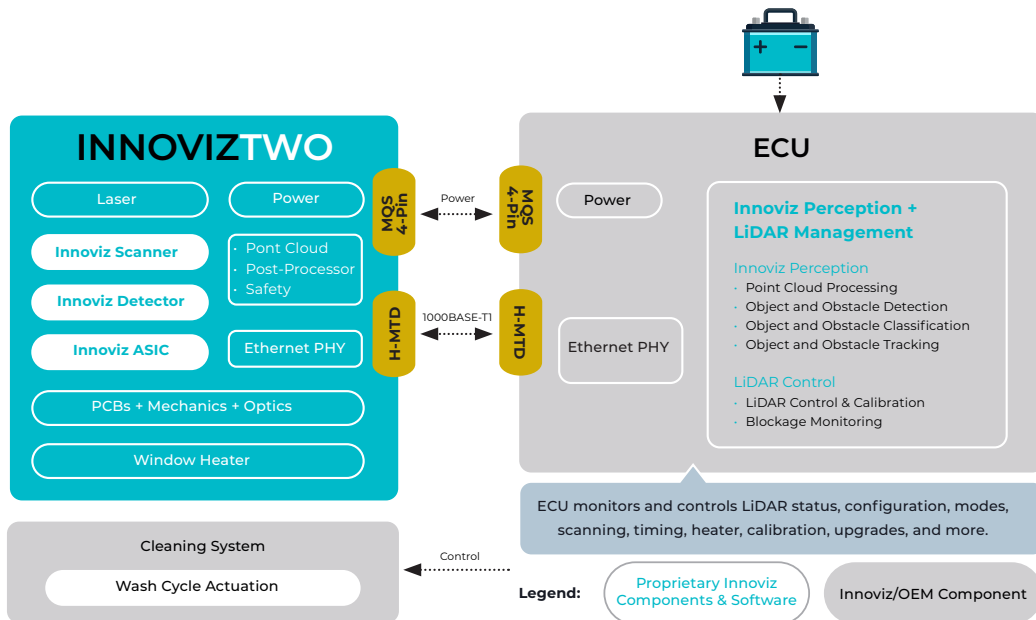 INNOVIZTWO
Laser
Power
Innoviz Scanner
· Pont Cloud
· Post-Processor
· Safety
Innoviz Detector
Innoviz ASIC
Ethernet PHY
PCBs + Mechanics + Optics
Window Heater
MQS
4-Pin
Power
MQS
4-Pin
H-MTD
1000BASE-T1
H-MTD
+ −
ECU
Power
Ethernet PHY
Innoviz Perception +
LiDAR Management
Innoviz Perception
· Point Cloud Processing
· Object and Obstacle Detection
· Object and Obstacle Classification
· Object and Obstacle Tracking
LiDAR Control
· LiDAR Control & Calibration
· Blockage Monitoring
ECU monitors and controls LiDAR status, configuration, modes,
scanning, timing, heater, calibration, upgrades, and more.
Cleaning System
Wash Cycle Actuation
Control
Legend:
Proprietary Innoviz
Components & Software
Innoviz/OEM Component